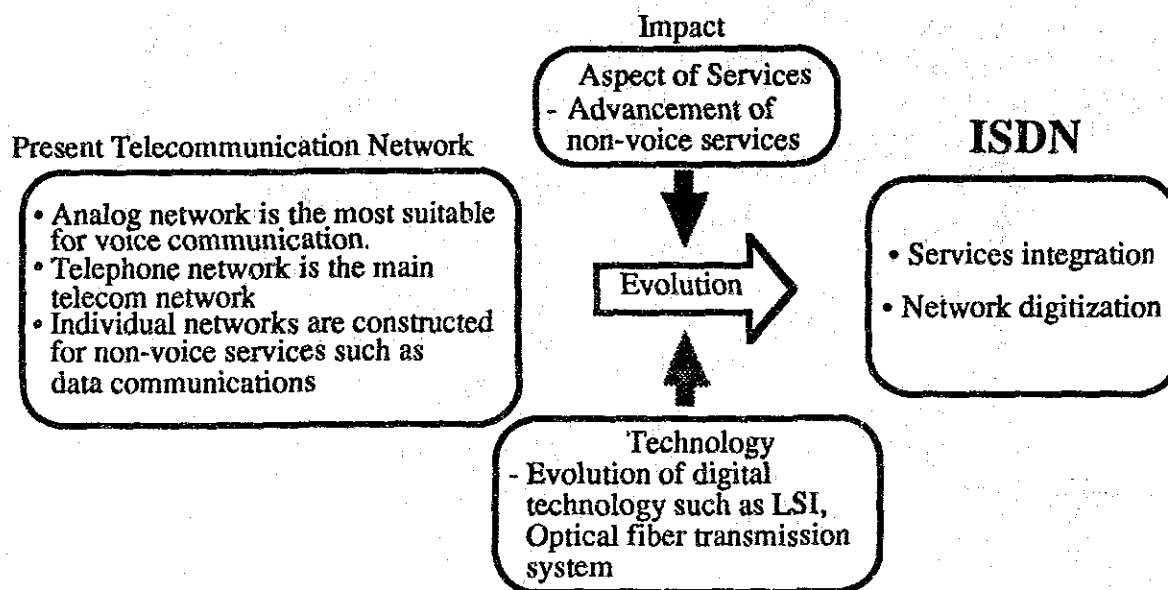 Impact
Aspect of Services
- Advancement of
non-voice services
Present Telecommunication Network
• Analog network is the most suitable
for voice communication.
• Telephone network is the main
telecom network
• Individual networks are constructed
for non-voice services such as
data communications
Evolution
ISDN
• Services integration
• Network digitization
Technology
- Evolution of digital
technology such as LSI,
Optical fiber transmission
system